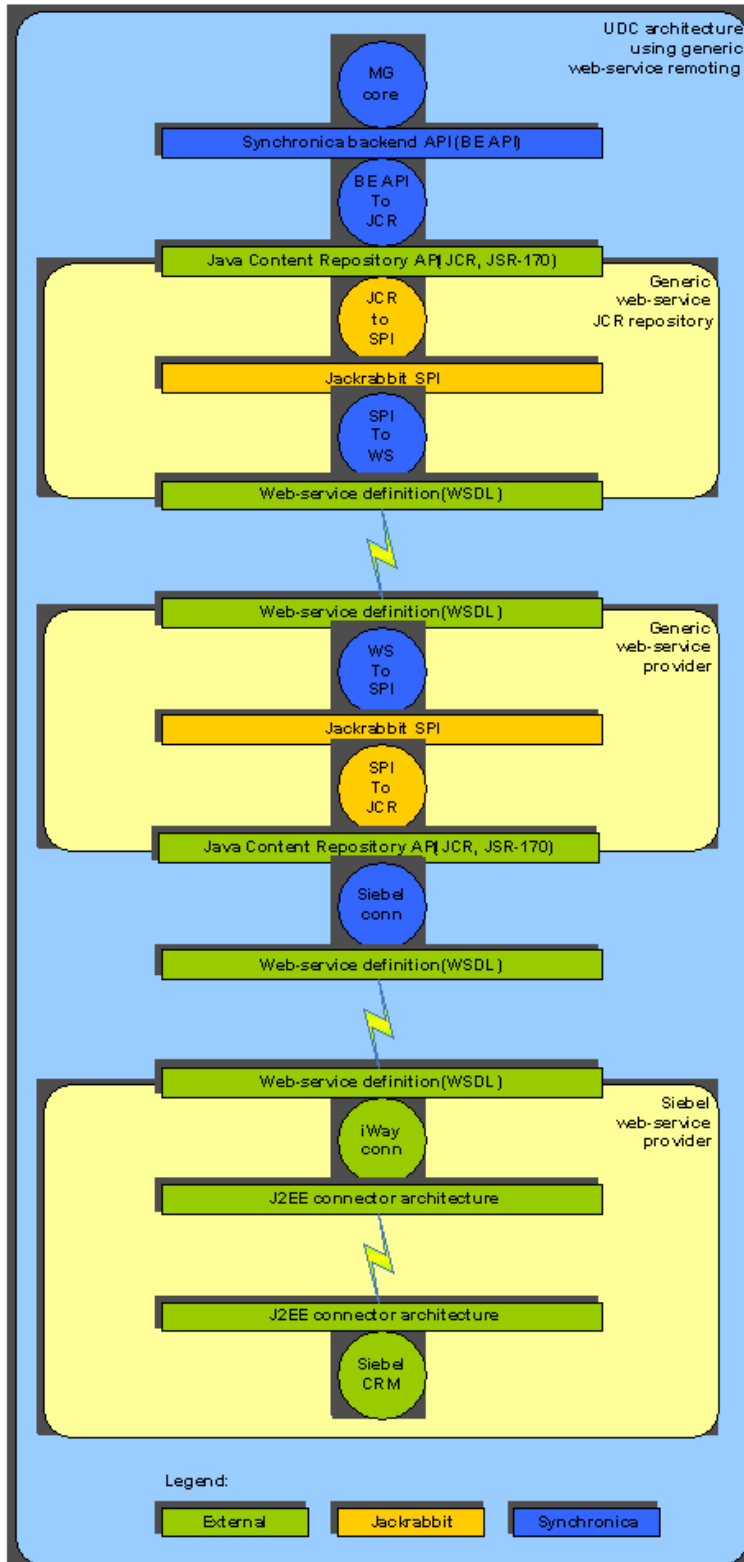 UDC architecture
using generic
web-service remoting
MG
core
Synchronica backend API (BE API)
BE API
To
JCR
Java Content Repository API(JCR, JSR-170)
Generic
web-service
JCR repository
JCR
to
SPI
Jackrabbit SPI
SPI
To
WS
Web-service definition(WSDL)
Web-service definition(WSDL)
Generic
web-service
provider
WS
To
SPI
Jackrabbit SPI
SPI
To
JCR
Java Content Repository API(JCR, JSR-170)
Siebel
conn
Web-service definition(WSDL)
Web-service definition(WSDL)
Siebel
web-service
provider
iWay
conn
J2EE connector architecture
J2EE connector architecture
Siebel
CRM
Legend:
External
Jackrabbit
Synchronica